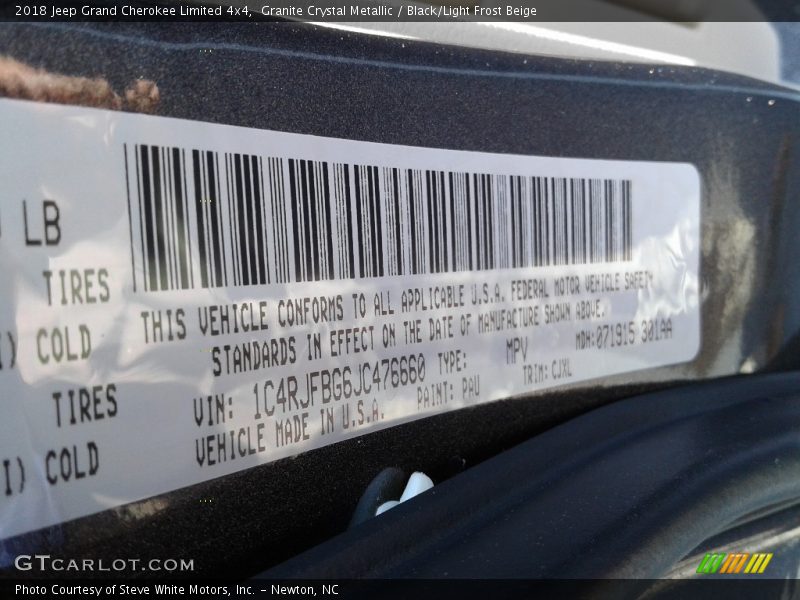 2018 Jeep Grand Cherokee Limited 4x4, Granite Crystal Metallic / Black/Light Frost Beige
LB
TIRES
COLD
TIRES
I) COLD
THIS VEHICLE CONFORMS TO ALL APPLICABLE U.S.A. FEDERAL MOTOR VEHICLE SAFETY
STANDARDS IN EFFECT ON THE DATE OF MANUFACTURE SHOWN ABOVE.
VIN: 1C4RJFBG6JC476660 TYPE: MPV MDH:071915 301AA
VEHICLE MADE IN U.S.A. PAINT: PAU TRIM: CJXL
GTCARLOT.COM
Photo Courtesy of Steve White Motors, Inc. – Newton, NC